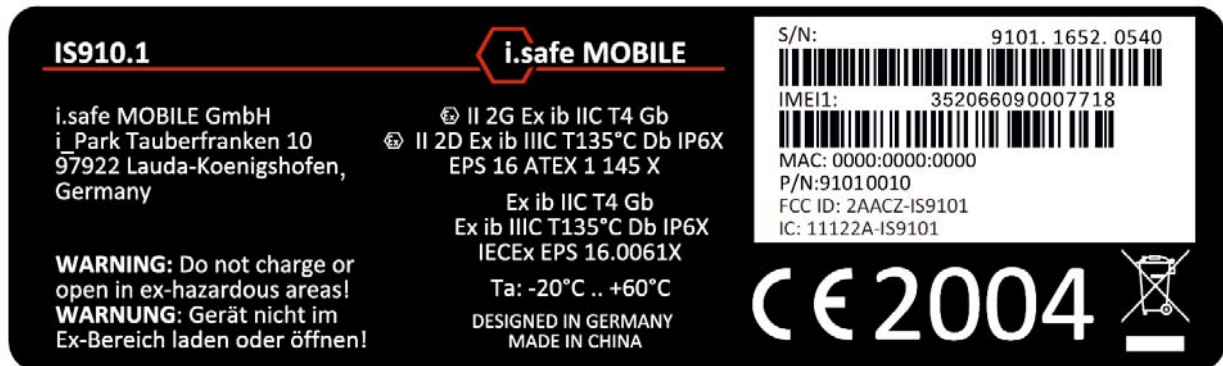 IS910.1
i.safe MOBILE
i.safe MOBILE GmbH
i_Park Tauberfranken 10
97922 Lauda-Koenigshofen,
Germany
WARNING: Do not charge or
open in ex-hazardous areas!
WARNUNG: Gerät nicht im
Ex-Bereich laden oder öffnen!
Ex II 2G Ex ib IIC T4 Gb
Ex II 2D Ex ib IIIC T135°C Db IP6X
EPS 16 ATEX 1 145 X
Ex ib IIC T4 Gb
Ex ib IIIC T135°C Db IP6X
IECEx EPS 16.0061X
Ta: -20°C .. +60°C
DESIGNED IN GERMANY
MADE IN CHINA
S/N: 9101. 1652. 0540
IMEI1: 352066090007718
MAC: 0000:0000:0000
P/N:91010010
FCC ID: 2AACZ-IS9101
IC: 11122A-IS9101
CE 2004